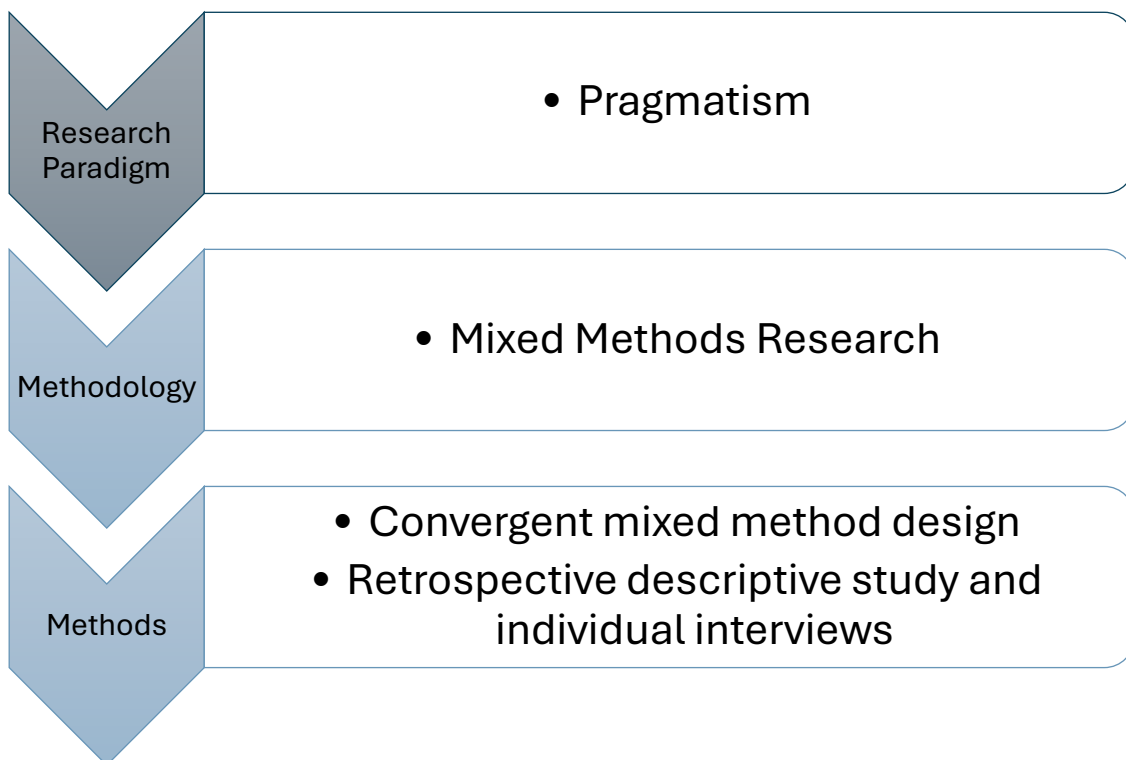 Research
Paradigm
• Pragmatism
Methodology
• Mixed Methods Research
Methods
• Convergent mixed method design
• Retrospective descriptive study and
individual interviews